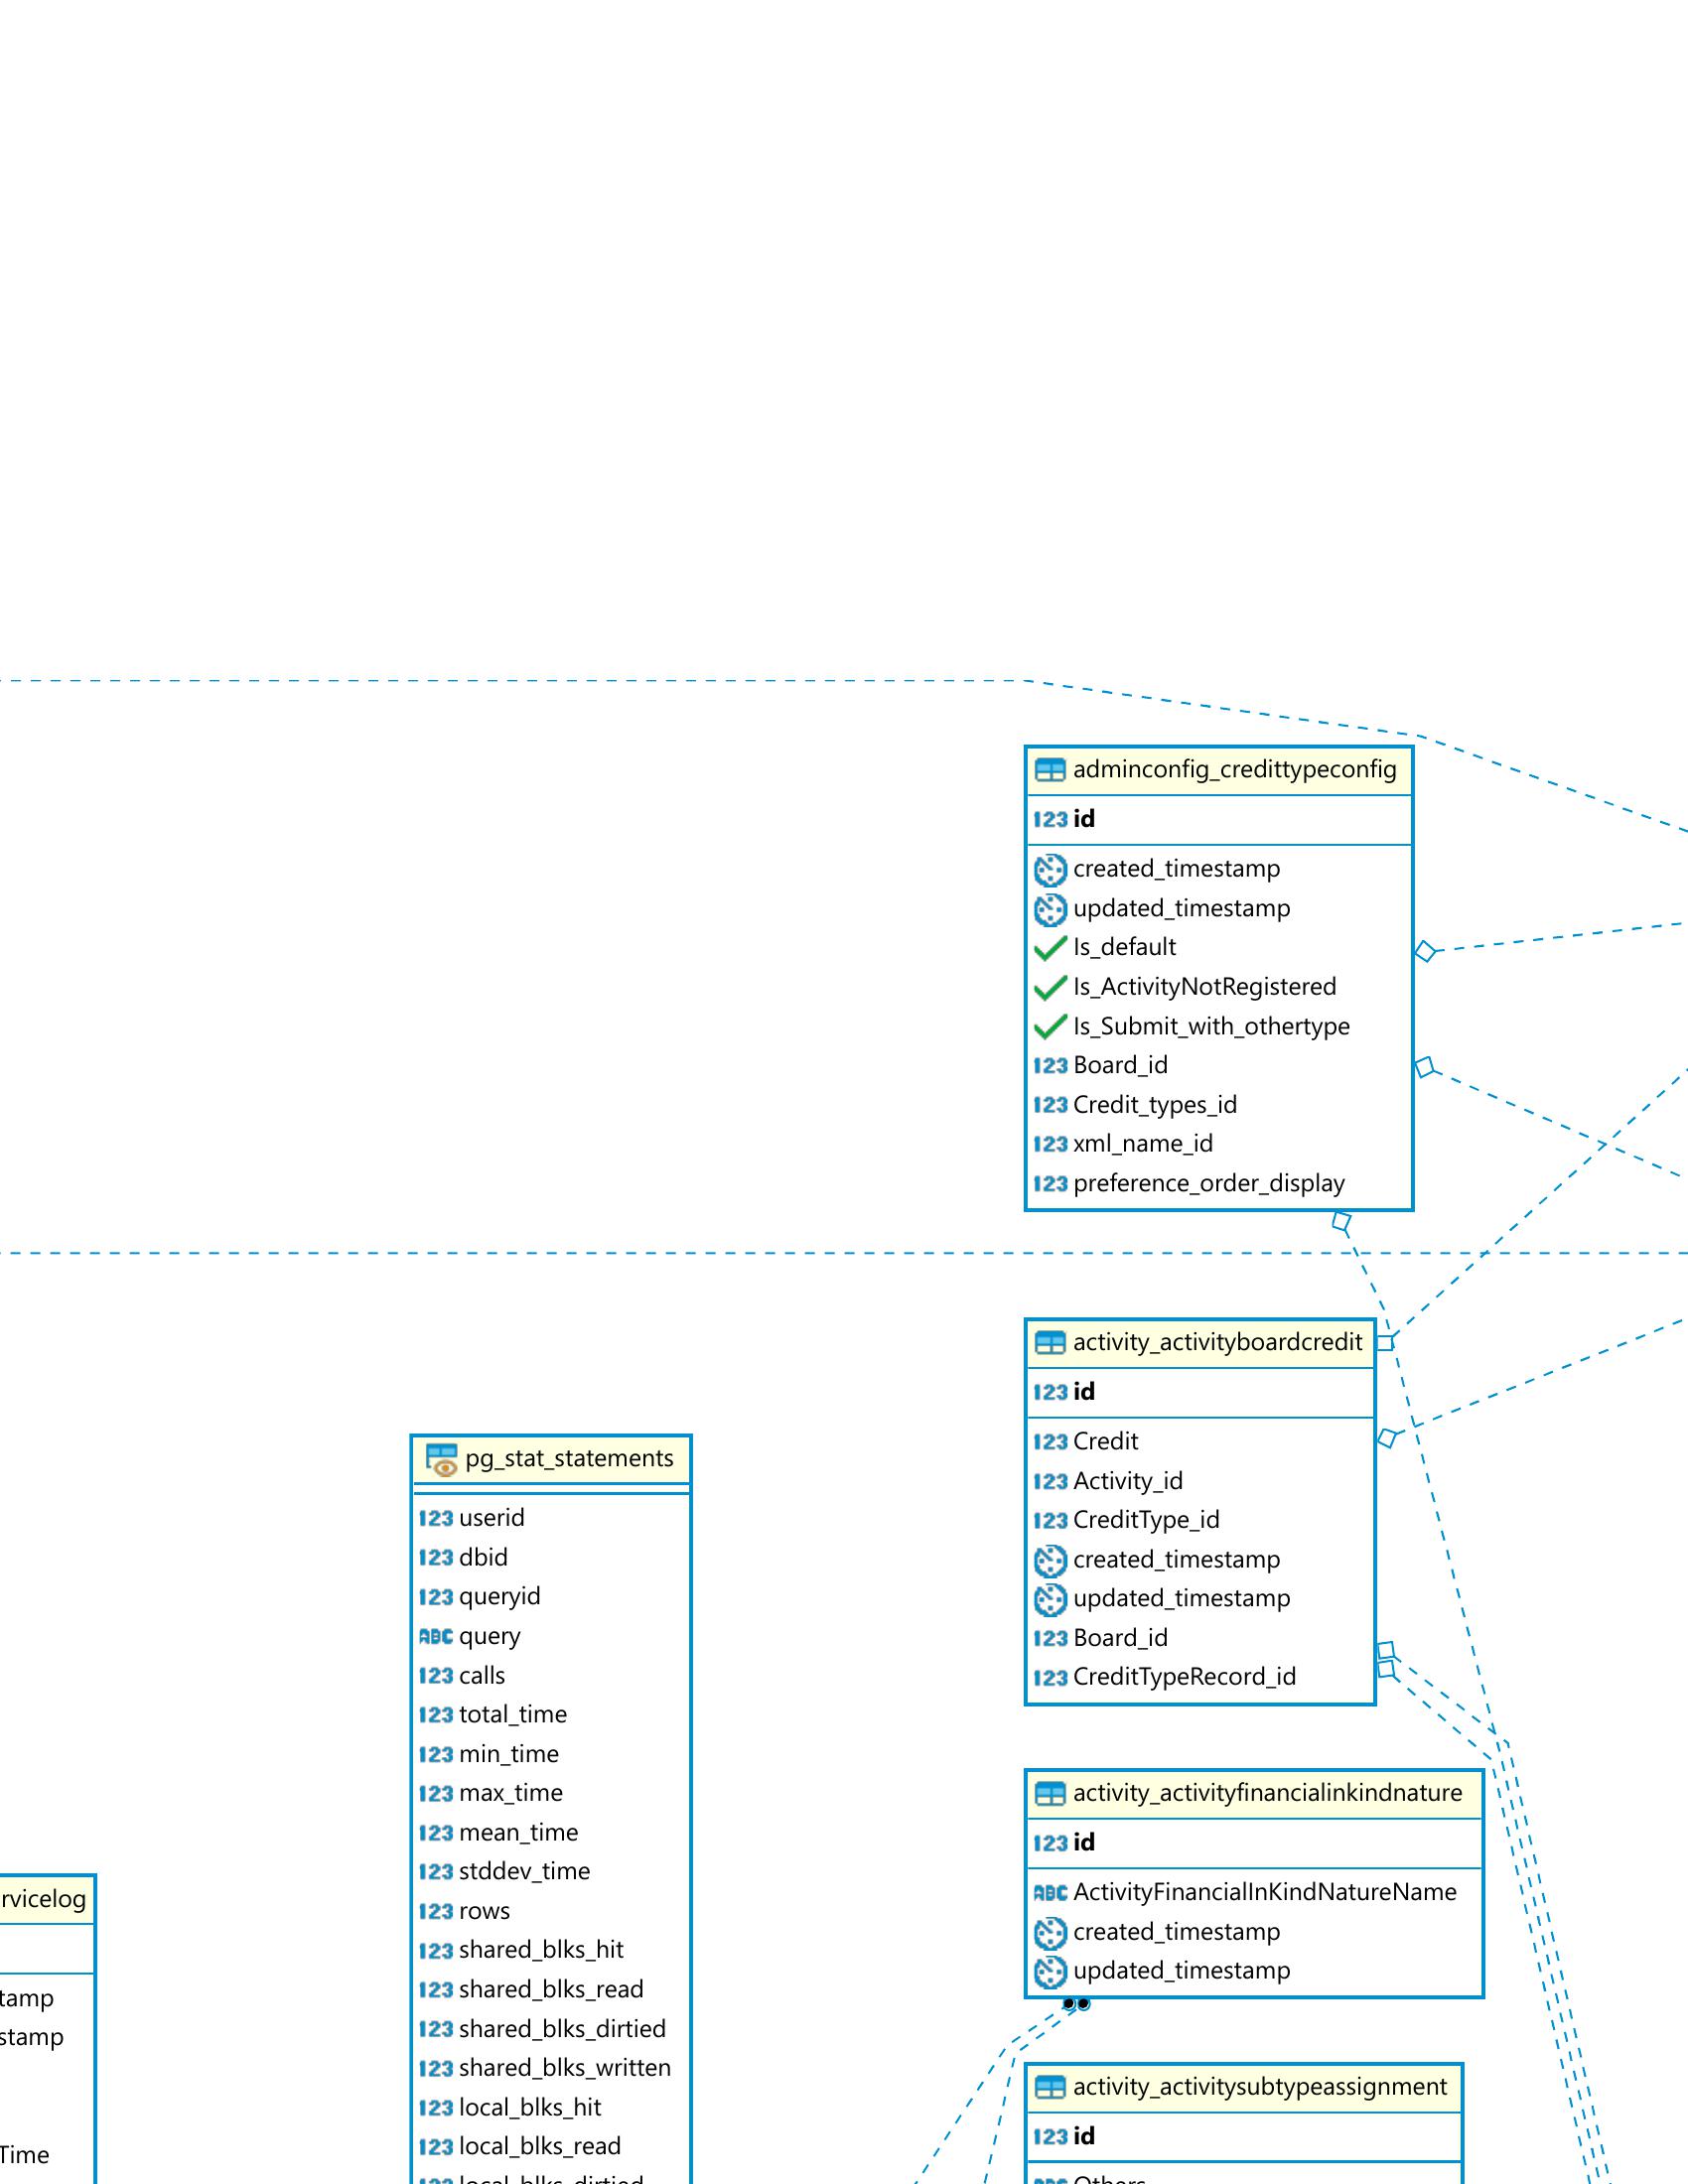 adminconfig_credittypeconfig
123 id
created_timestamp
updated_timestamp
Is_default
Is_ActivityNotRegistered
Is_Submit_with_othertype
123 Board_id
123 Credit_types_id
123 xml_name_id
123 preference_order_display
activity_activityboardcredit
123 id
123 Credit
123 Activity_id
123 CreditType_id
created_timestamp
updated_timestamp
123 Board_id
123 CreditTypeRecord_id
pg_stat_statements
123 userid
123 dbid
123 queryid
ABC query
123 calls
123 total_time
123 min_time
123 max_time
123 mean_time
123 stddev_time
123 rows
123 shared_blks_hit
123 shared_blks_read
123 shared_blks_dirtied
123 shared_blks_written
123 local_blks_hit
123 local_blks_read
123 local_blks_dirtied
activity_activityfinancialinkindnature
123 id
ABC ActivityFinancialInKindNatureName
created_timestamp
updated_timestamp
rvicelog
tamp
stamp
Time
activity_activitysubtypeassignment
123 id
ABC Others